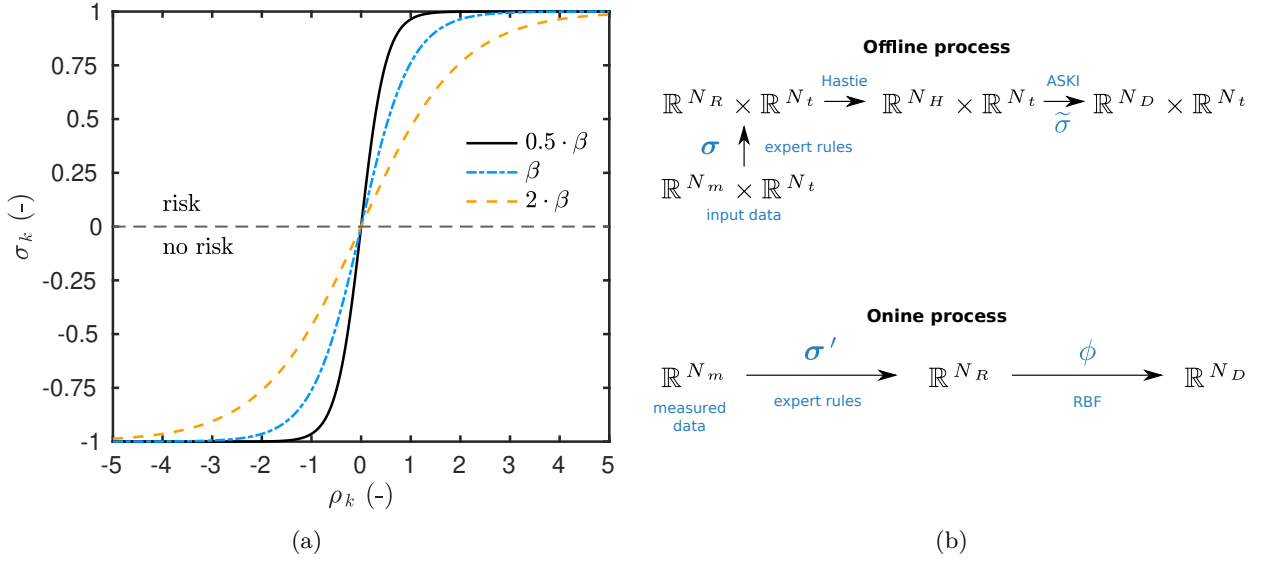 1
0.75
0.5
0.25
0
-0.25
-0.5
-0.75
-1
σ_k (-)
risk
no risk
0.5 · β
β
2 · β
-5 -4 -3 -2 -1 0 1 2 3 4 5
ρ_k (-)
(a)
Offline process
Hastie ASKI
ℝ^{N_R} × ℝ^{N_t} ℝ^{N_H} × ℝ^{N_t} ℝ^{N_D} × ℝ^{N_t}
σ̃
σ expert rules
ℝ^{N_m} × ℝ^{N_t}
input data
Onine process
σ′ ϕ
ℝ^{N_m} ℝ^{N_R} ℝ^{N_D}
measured expert rules RBF
data
(b)